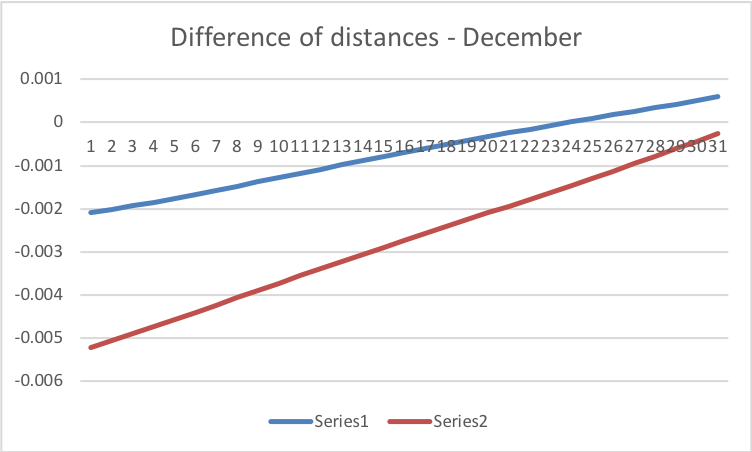 Difference of distances - December
0.001
0
1 2 3 4 5 6 7 8 9 10 11 12 13 14 15 16 17 18 19 20 21 22 23 24 25 26 27 28 29 30 31
-0.001
-0.002
-0.003
-0.004
-0.005
-0.006
Series1 Series2